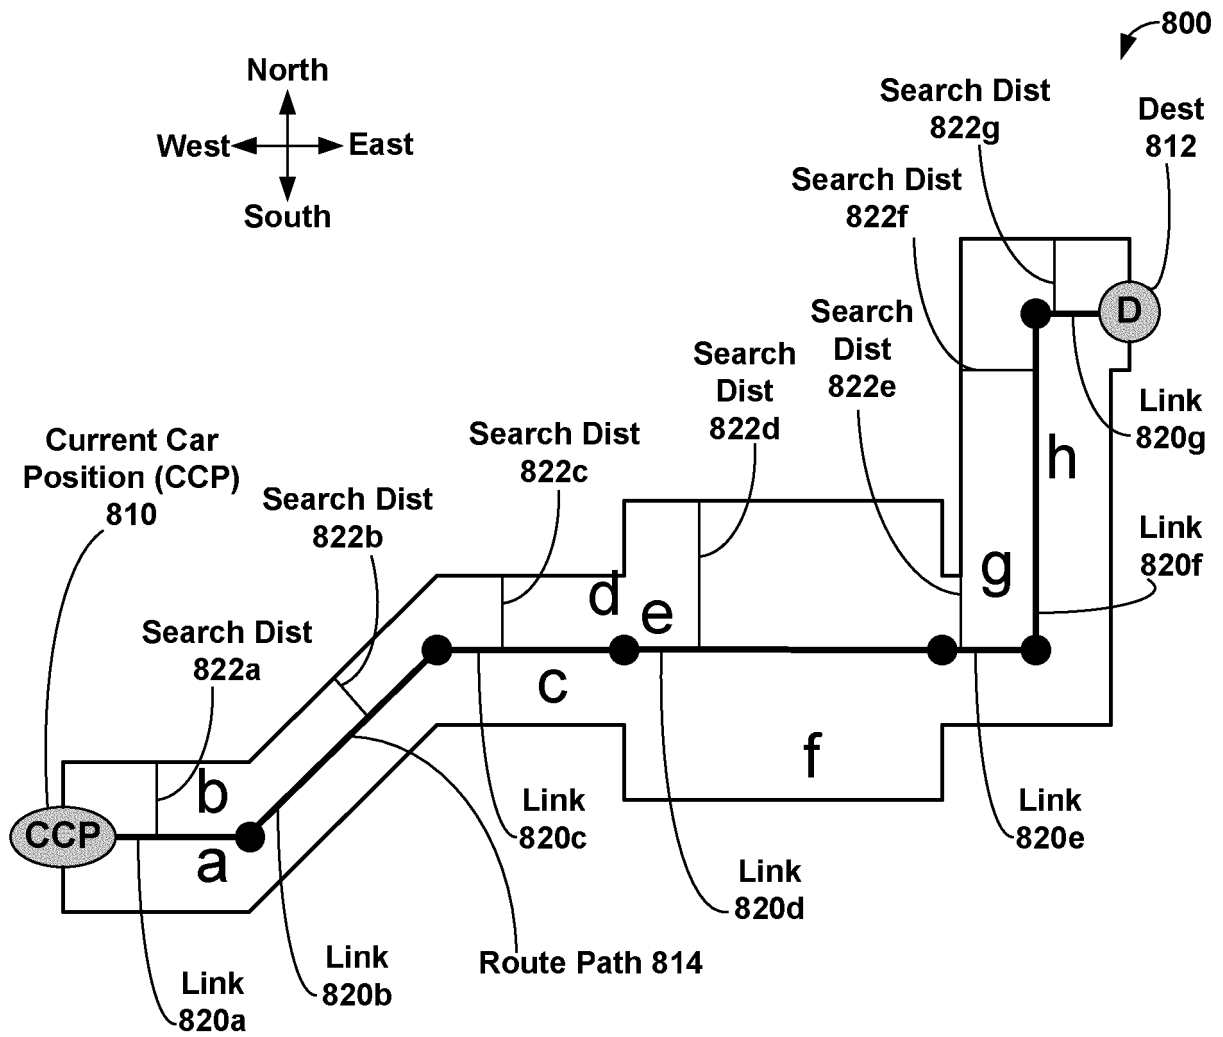 800
North
West
East
South
Search Dist
822g
Dest
812
Search Dist
822f
Search
Dist
822e
D
Search
Dist
822d
Link
820g
Search Dist
822c
Current Car
Position (CCP)
810
h
Search Dist
822b
Link
820f
g
d
e
Search Dist
822a
c
b
f
CCP
a
Link
820c
Link
820e
Link
820d
Route Path 814
Link
820b
Link
820a